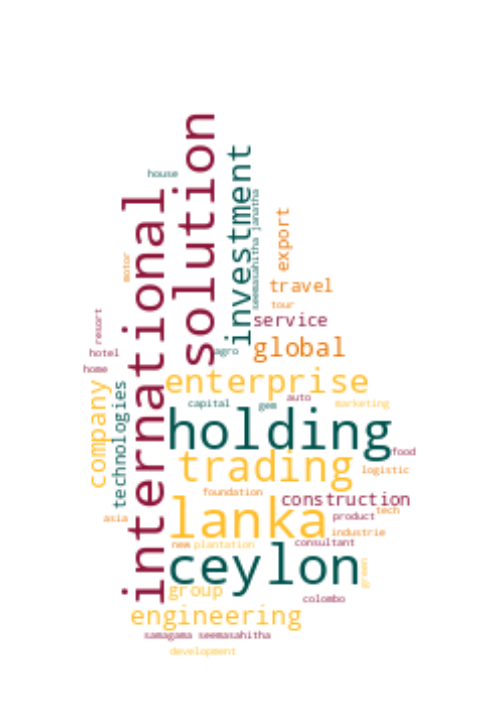 solution
investment
house
international
seemasahitha janatha
export
motor
travel
tour
resort
service
global
hotel
agro
home
enterprise
company
technologies
capital
gem
auto
marketing
holding
trading
food
logistic
foundation
construction
lanka
asia
product
tech
industrie
new
plantation
consultant
ceylon
green
group
colombo
engineering
samagama seemasahitha
development